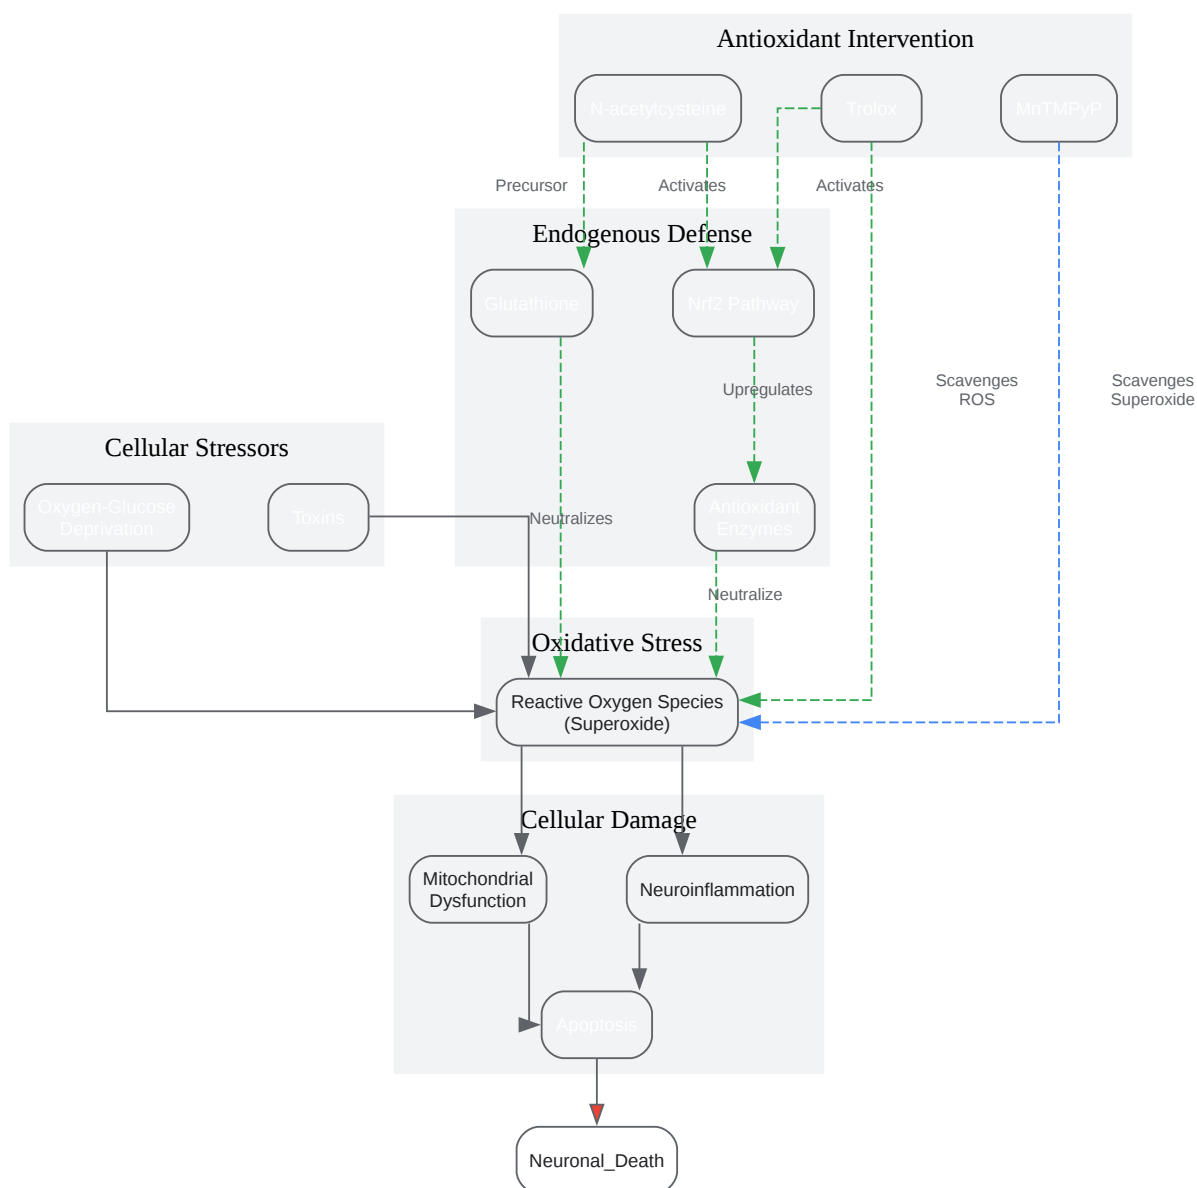 Antioxidant Intervention
N-acetylcysteine
Trolox
MnTMPyP
Precursor
Activates
Activates
Endogenous Defense
Glutathione
Nrf2 Pathway
Scavenges
ROS
Scavenges
Superoxide
Upregulates
Cellular Stressors
Oxygen-Glucose
Deprivation
Toxins
Neutralizes
Antioxidant
Enzymes
Neutralize
Oxidative Stress
Reactive Oxygen Species
(Superoxide)
Cellular Damage
Mitochondrial
Dysfunction
Neuroinflammation
Apoptosis
Neuronal_Death